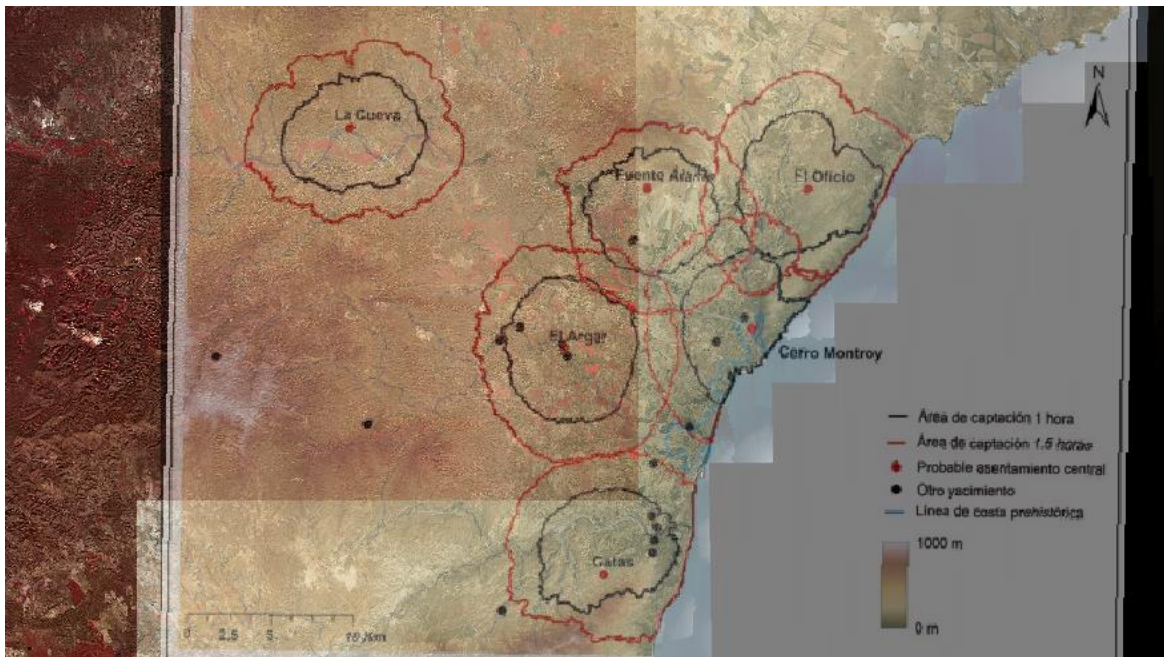 N
La Cueva
Fuente Álamo
El Oficio
El Argar
Cerro Montroy
Gatas
Área de captación 1 hora
Área de captación 1.5 horas
Probable asentamiento central
Otro yacimiento
Línea de costa prehistórica
1000 m
0 m
0 2.5 5 10 Km